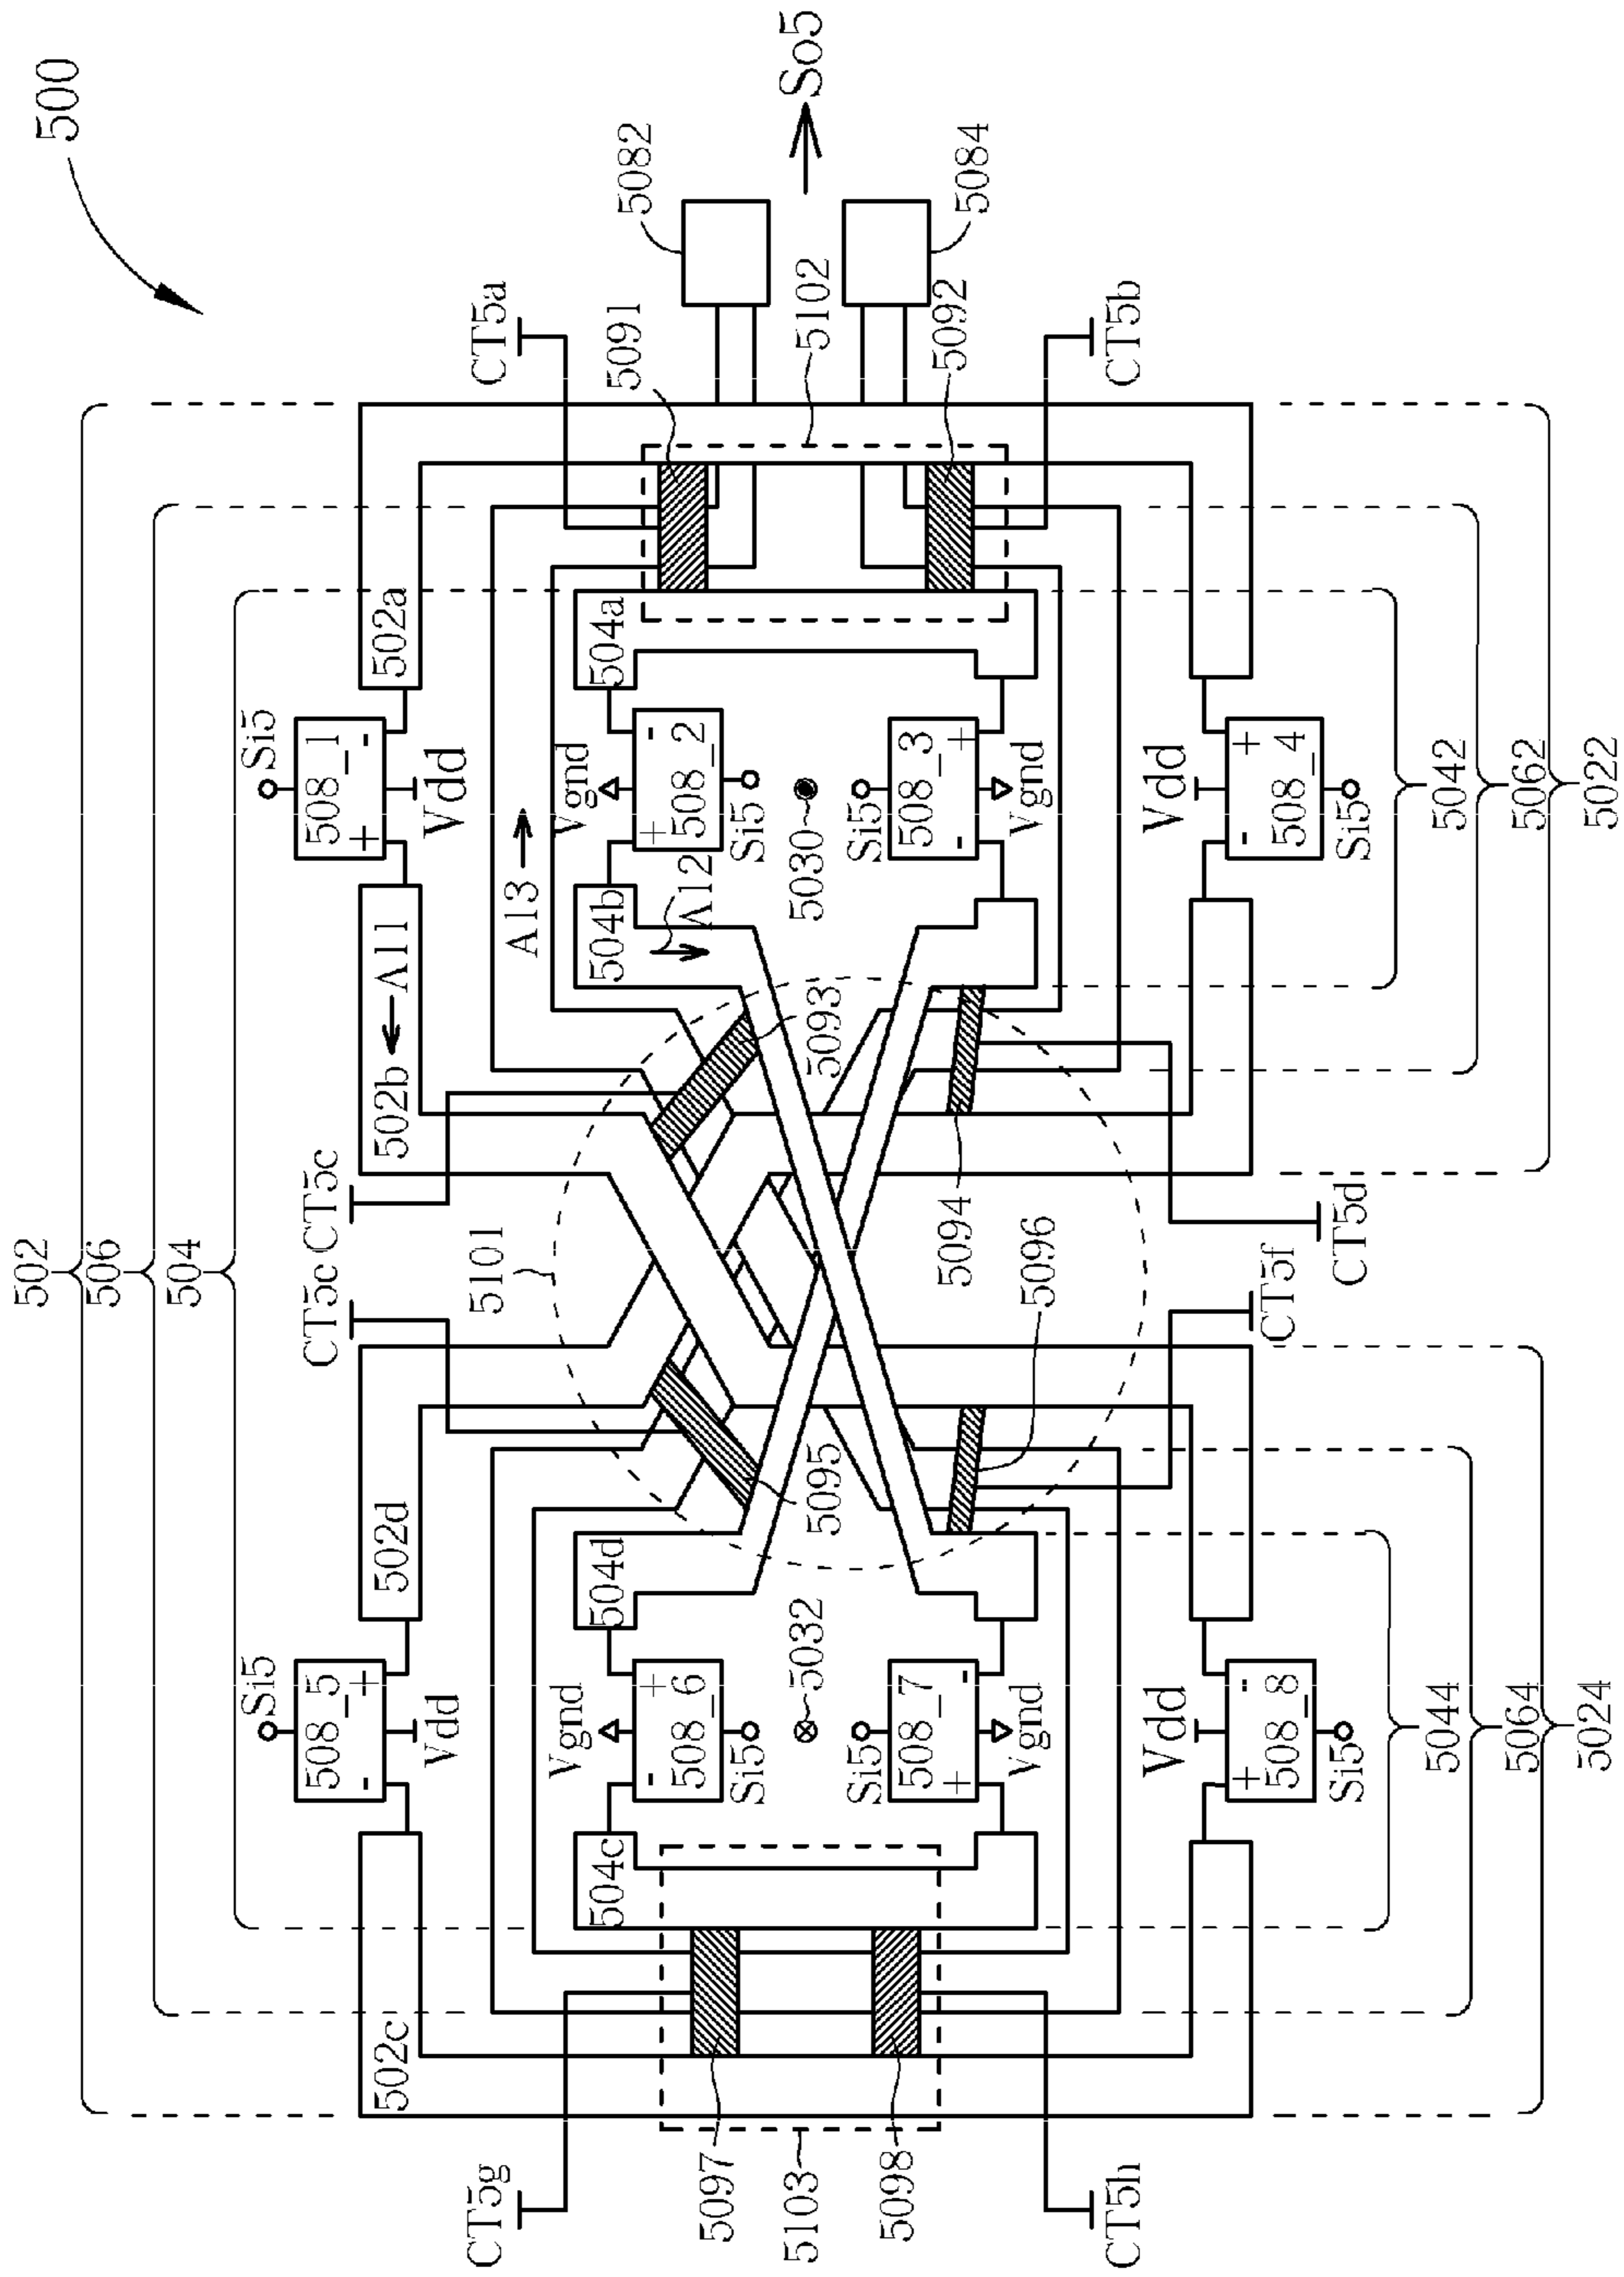 500
502
506
504
Si5
Si5
508_5
- +
Vdd
508_1
+ -
Vdd
CT5e
CT5c
502c
502d
502b
A11
502a
CT5g
CT5a
5101
A13
504c
504d
504b
504a
Vgnd
Vgnd
508_6
- +
508_2
+ -
A12
5091
5082
5097
Si5
Si5
5032
5030
5095
5093
5103
5102
So5
Si5
Si5
508_7
+ -
508_3
- +
Vgnd
Vgnd
5098
5094
5096
5092
5084
CT5h
CT5b
Vdd
Vdd
508_8
+ -
508_4
- +
CT5f
CT5d
Si5
Si5
5044
5042
5064
5062
5024
5022